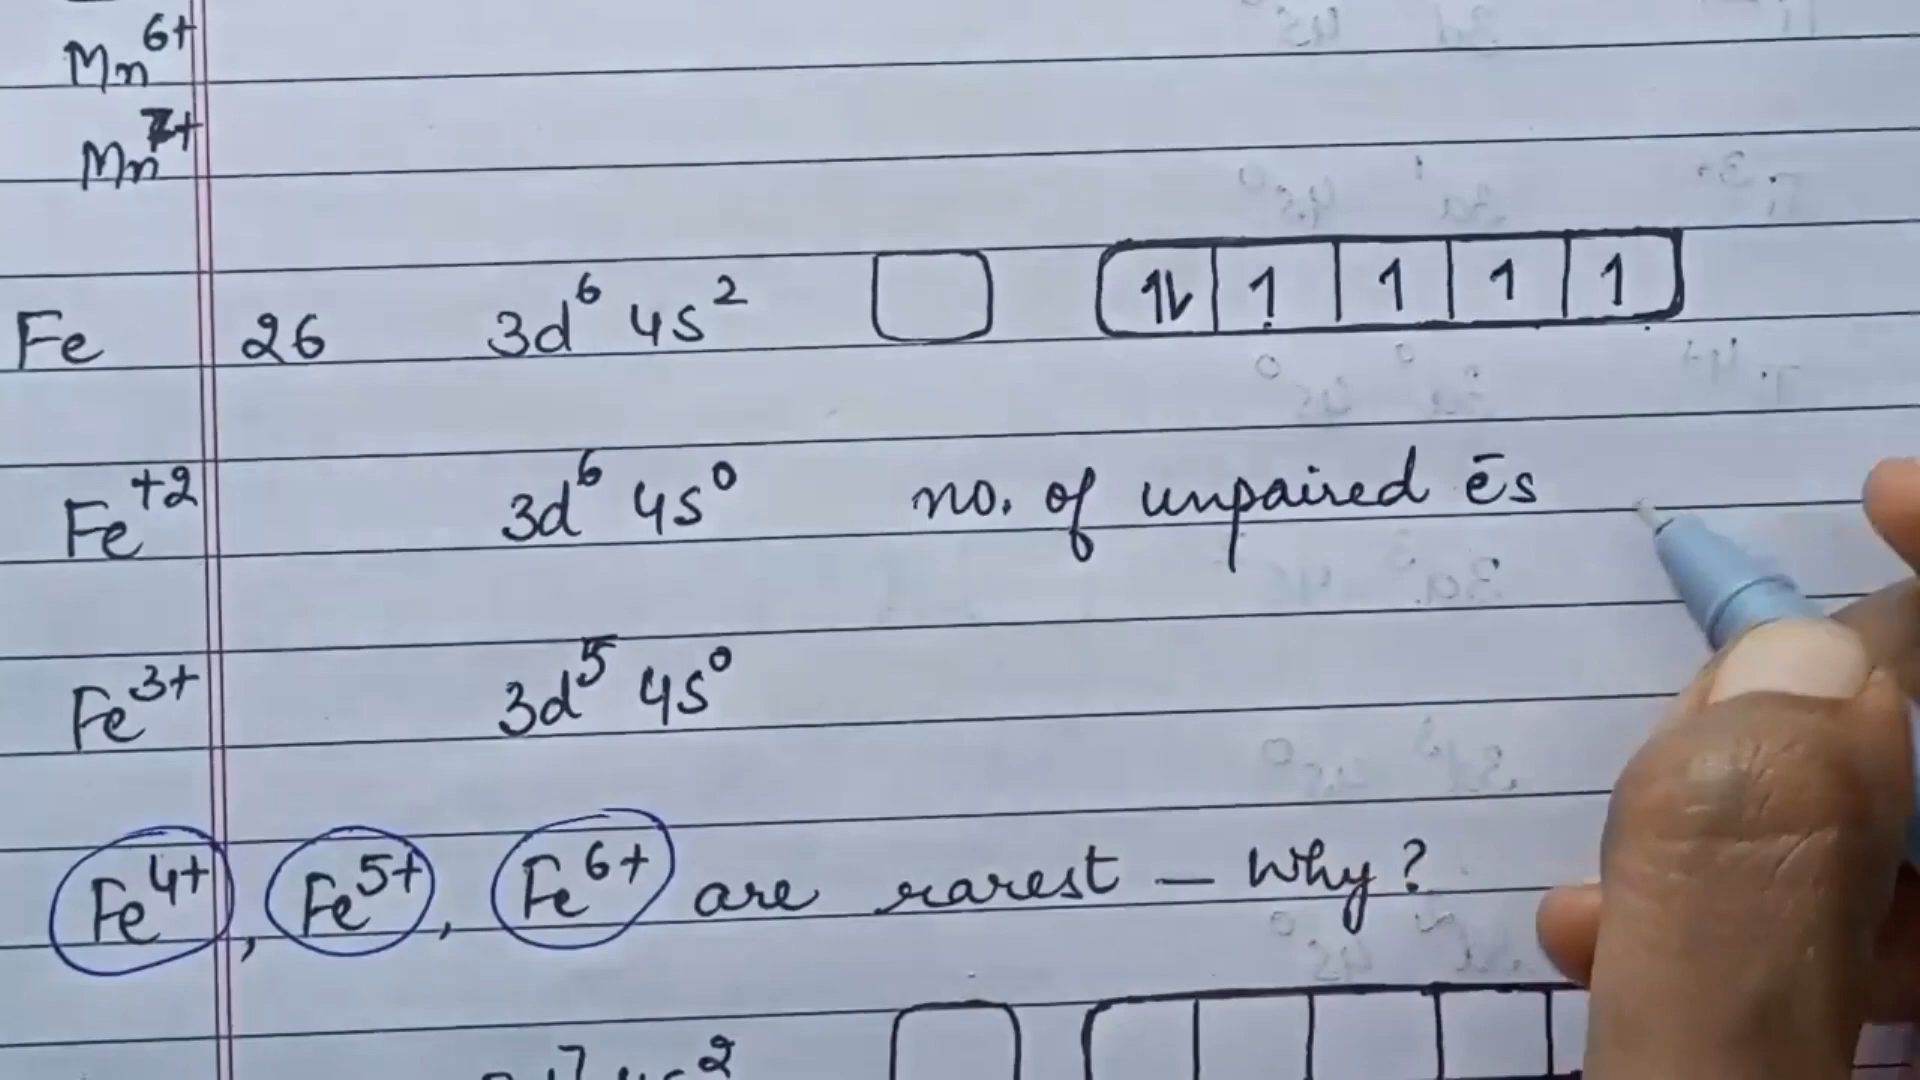 Mn⁶⁺
Mn⁷⁺
Fe 26 3d⁶ 4s² 1⇂ 1 1 1 1
Fe⁺² 3d⁶ 4s⁰ no. of unpaired ēs
Fe³⁺ 3d⁵ 4s⁰
Fe⁴⁺, Fe⁵⁺, Fe⁶⁺ are rarest – Why?